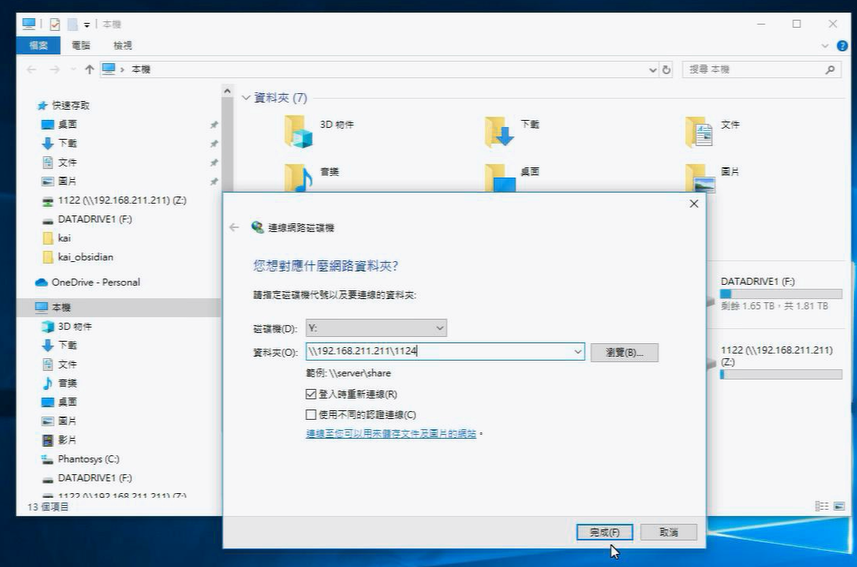 本機
檔案 電腦 檢視
本機
搜尋 本機
快速存取
桌面
下載
文件
圖片
1122 (\\192.168.211.211) (Z:)
DATADRIVE1 (F:)
kai
kai_obsidian
OneDrive - Personal
本機
3D 物件
下載
文件
音樂
桌面
圖片
影片
Phantosys (C:)
DATADRIVE1 (F:)
1122 (\\192.168.211.211) (Z:)
13 個項目
資料夾 (7)
3D 物件
下載
文件
音樂
桌面
圖片
DATADRIVE1 (F:)
剩餘 1.65 TB，共 1.81 TB
1122 (\\192.168.211.211)
(Z:)
連線網路磁碟機
您想對應什麼網路資料夾?
請指定磁碟機代號以及要連線的資料夾:
磁碟機(D): Y:
資料夾(O): \\192.168.211.211\1124 瀏覽(B)...
範例: \\server\share
登入時重新連線(R)
使用不同的認證連線(C)
連線至您可以用來儲存文件及圖片的網站。
完成(F) 取消